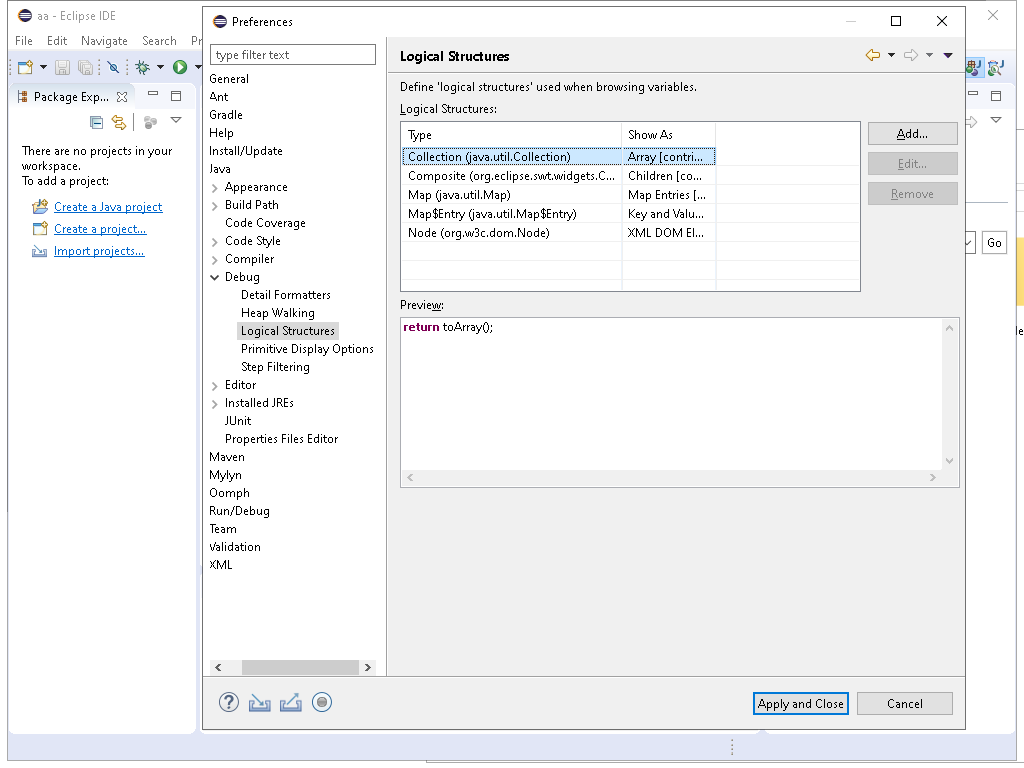 aa - Eclipse IDE
File Edit Navigate Search Pr
Package Exp...
There are no projects in your
workspace.
To add a project:
Create a Java project
Create a project...
Import projects...
Preferences
type filter text
General
Ant
Gradle
Help
Install/Update
Java
Appearance
Build Path
Code Coverage
Code Style
Compiler
Debug
Detail Formatters
Heap Walking
Logical Structures
Primitive Display Options
Step Filtering
Editor
Installed JREs
JUnit
Properties Files Editor
Maven
Mylyn
Oomph
Run/Debug
Team
Validation
XML
Logical Structures
Define 'logical structures' used when browsing variables.
Logical Structures:
Type Show As
Collection (java.util.Collection) Array [contri...
Composite (org.eclipse.swt.widgets.C... Children [co...
Map (java.util.Map) Map Entries [...
Map$Entry (java.util.Map$Entry) Key and Valu...
Node (org.w3c.dom.Node) XML DOM El...
Add...
Edit...
Remove
Preview:
return toArray();
Apply and Close
Cancel
Go
le